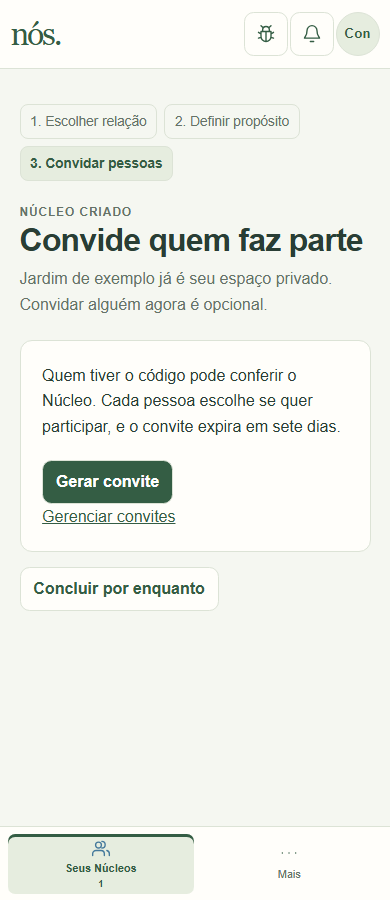 nós.
Con
1. Escolher relação
2. Definir propósito
3. Convidar pessoas
NÚCLEO CRIADO
Convide quem faz parte
Jardim de exemplo já é seu espaço privado.
Convidar alguém agora é opcional.
Quem tiver o código pode conferir o
Núcleo. Cada pessoa escolhe se quer
participar, e o convite expira em sete dias.
Gerar convite
Gerenciar convites
Concluir por enquanto
Seus Núcleos
1
...
Mais